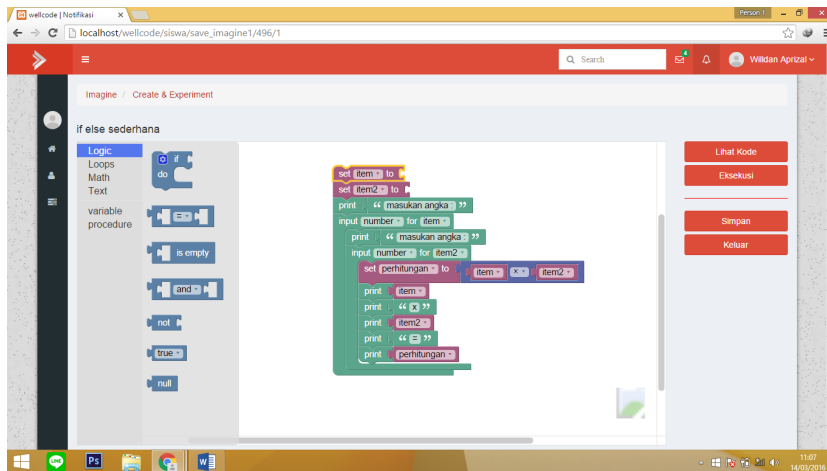 Person 1
wellcode | Notifikasi
localhost/wellcode/siswa/save_imagine1/496/1
Search
4
Willdan Aprizal
Imagine / Create & Experiment
if else sederhana
Logic
Loops
Math
Text
variable
procedure
if
do
=
is empty
and
not
true
null
set item to
set item2 to
print “ masukan angka : ”
input number for item
print “ masukan angka : ”
input number for item2
set perhitungan to item x item2
print item
print “ x ”
print item2
print “ = ”
print perhitungan
Lihat Kode
Eksekusi
Simpan
Keluar
LINE
Ps
11:07
14/03/2016